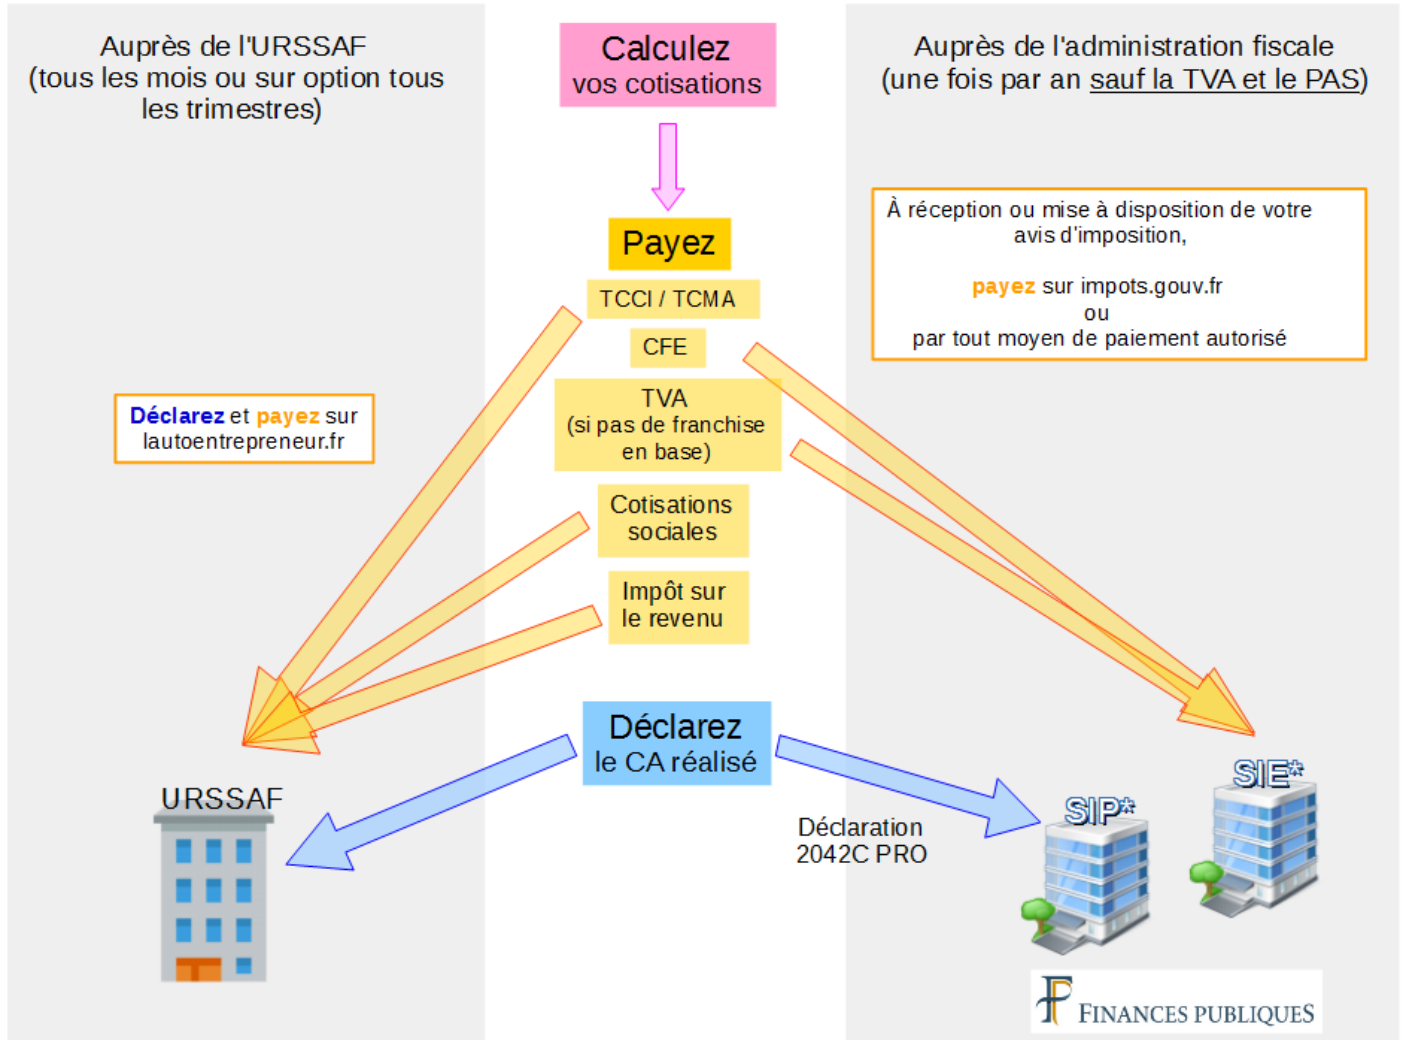 Auprès de l'URSSAF
(tous les mois ou sur option tous
les trimestres)
Calculez
vos cotisations
Auprès de l'administration fiscale
(une fois par an sauf la TVA et le PAS)
À réception ou mise à disposition de votre
avis d'imposition,
payez sur impots.gouv.fr
ou
par tout moyen de paiement autorisé
Payez
TCCI / TCMA
CFE
TVA
(si pas de franchise
en base)
Cotisations
sociales
Impôt sur
le revenu
Déclarez et payez sur
lautoentrepreneur.fr
Déclarez
le CA réalisé
URSSAF
Déclaration
2042C PRO
SIP*
SIE*
FINANCES PUBLIQUES